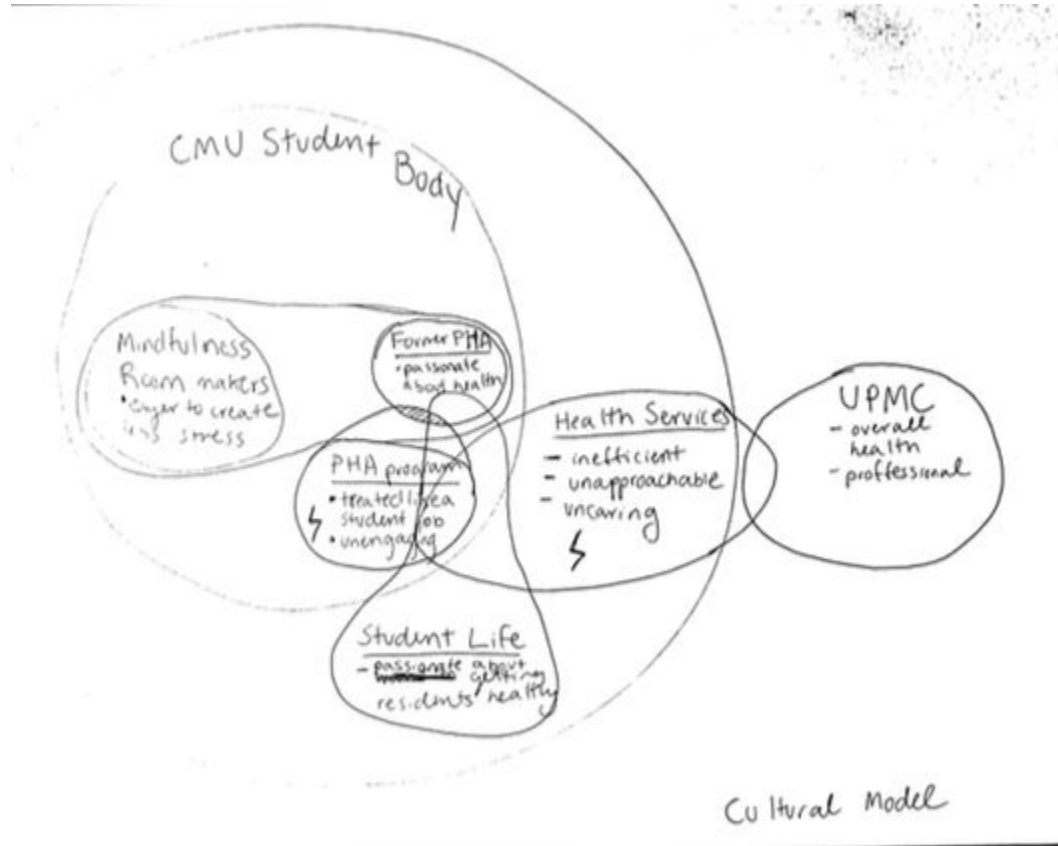 CMU Student
Body
Mindfulness
Room makers
• eager to create
less stress
Former PHA
• passionate
about health
PHA program
• treated like a
student job
• unengaging
Health Services
- inefficient
- unapproachable
- uncaring
UPMC
- overall
health
- proffessional
Student Life
- passionate about
getting
residents' healthy
Cultural Model